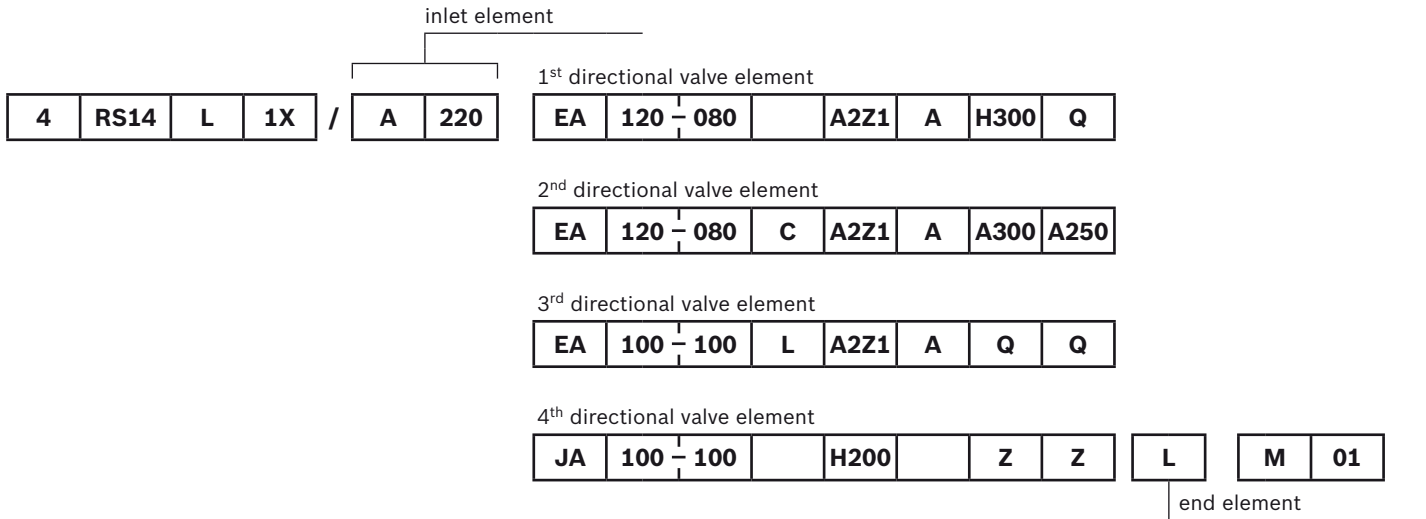 inlet element
1st directional valve element
4 RS14 L 1X / A 220 EA 120 – 080 A2Z1 A H300 Q
2nd directional valve element
EA 120 – 080 C A2Z1 A A300 A250
3rd directional valve element
EA 100 – 100 L A2Z1 A Q Q
4th directional valve element
JA 100 – 100 H200 Z Z L M 01
end element